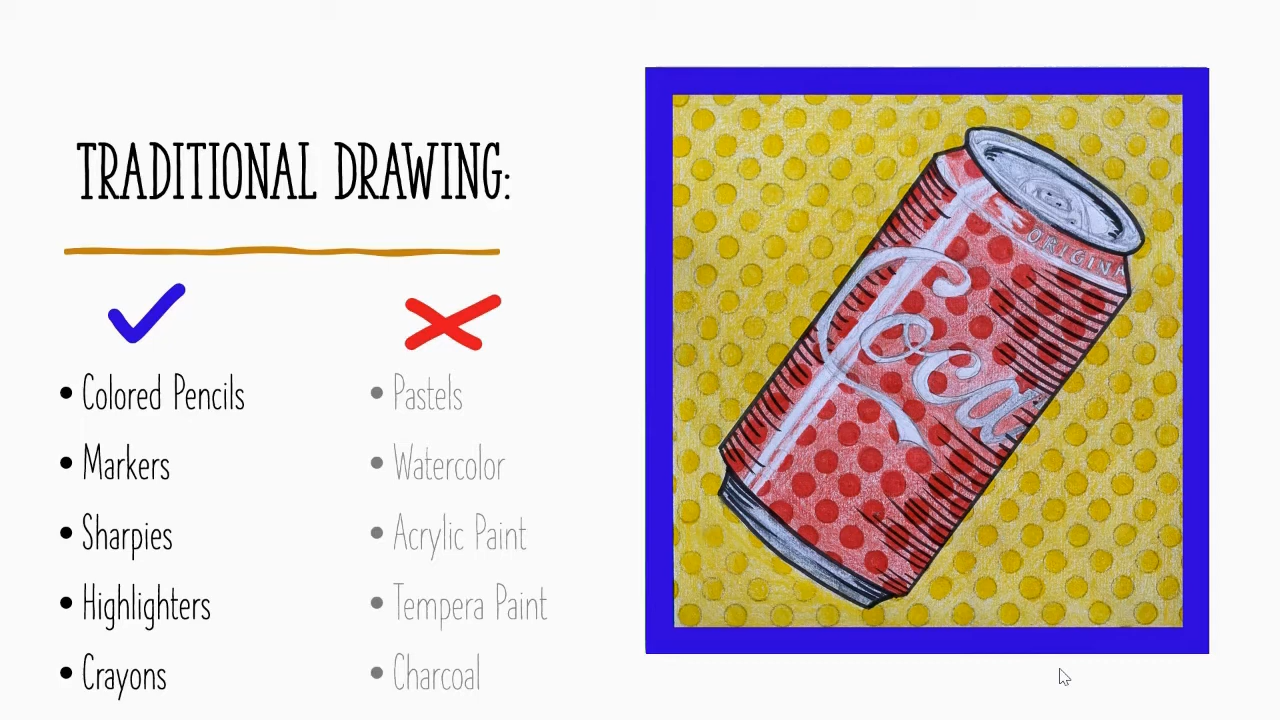 TRADITIONAL DRAWING:
• Colored Pencils
• Markers
• Sharpies
• Highlighters
• Crayons
• Pastels
• Watercolor
• Acrylic Paint
• Tempera Paint
• Charcoal
ORIGINA
Coca